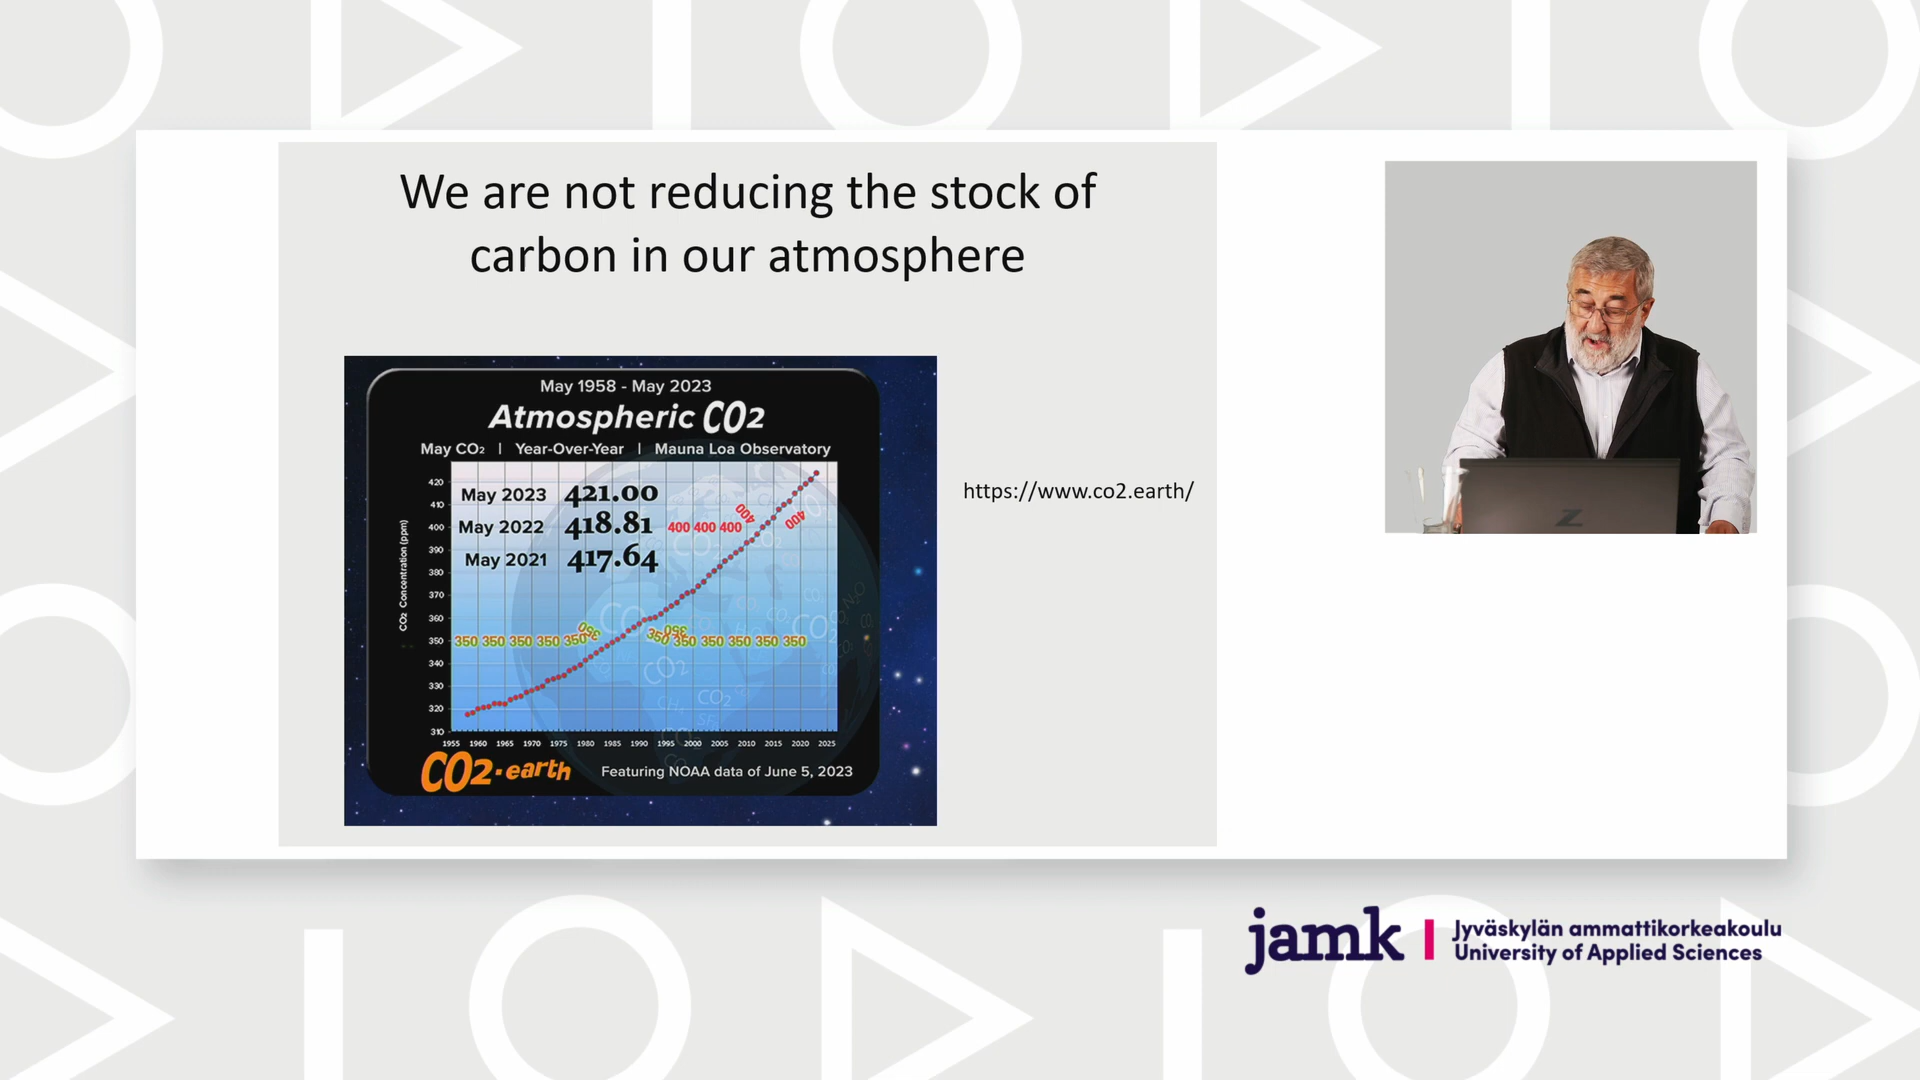 We are not reducing the stock of
carbon in our atmosphere
May 1958 - May 2023
Atmospheric CO2
May CO2 | Year-Over-Year | Mauna Loa Observatory
May 2023 421.00
May 2022 418.81
May 2021 417.64
400 400 400 400 400
350 350 350 350 350 350 350 350 350 350 350 350 350
CO2 Concentration (ppm)
420
410
400
390
380
370
360
350
340
330
320
310
1955 1960 1965 1970 1975 1980 1985 1990 1995 2000 2005 2010 2015 2020 2025
CO2·earth
Featuring NOAA data of June 5, 2023
https://www.co2.earth/
jamk | Jyväskylän ammattikorkeakoulu
University of Applied Sciences